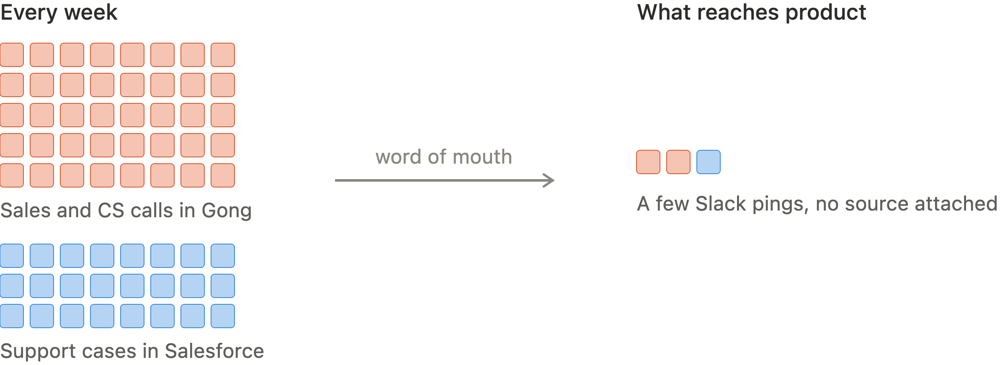 Every week
What reaches product
word of mouth
Sales and CS calls in Gong
A few Slack pings, no source attached
Support cases in Salesforce